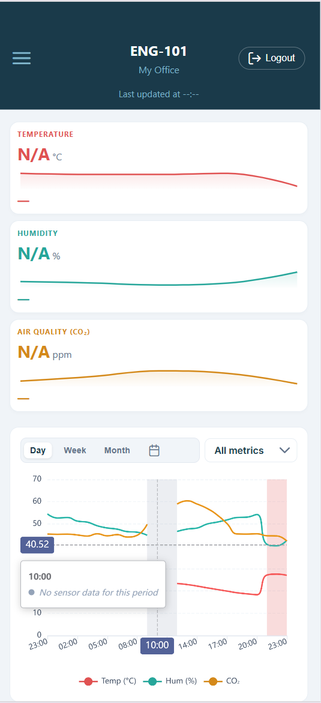 ENG-101
My Office
Logout
Last updated at --:--
TEMPERATURE
N/A °C
—
HUMIDITY
N/A %
—
AIR QUALITY (CO₂)
N/A ppm
—
Day Week Month
All metrics
70
60
50
40.52
10:00
No sensor data for this period
10
0
23:00 02:00 05:00 08:00 10:00 14:00 17:00 20:00 23:00
Temp (°C) Hum (%) CO₂